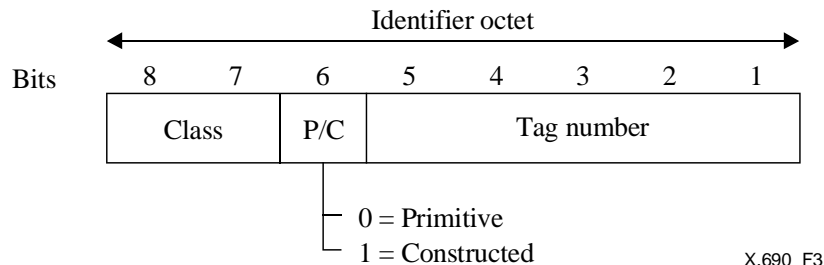 Identifier octet
Bits 8 7 6 5 4 3 2 1
Class P/C Tag number
0 = Primitive
1 = Constructed
X.690_F3